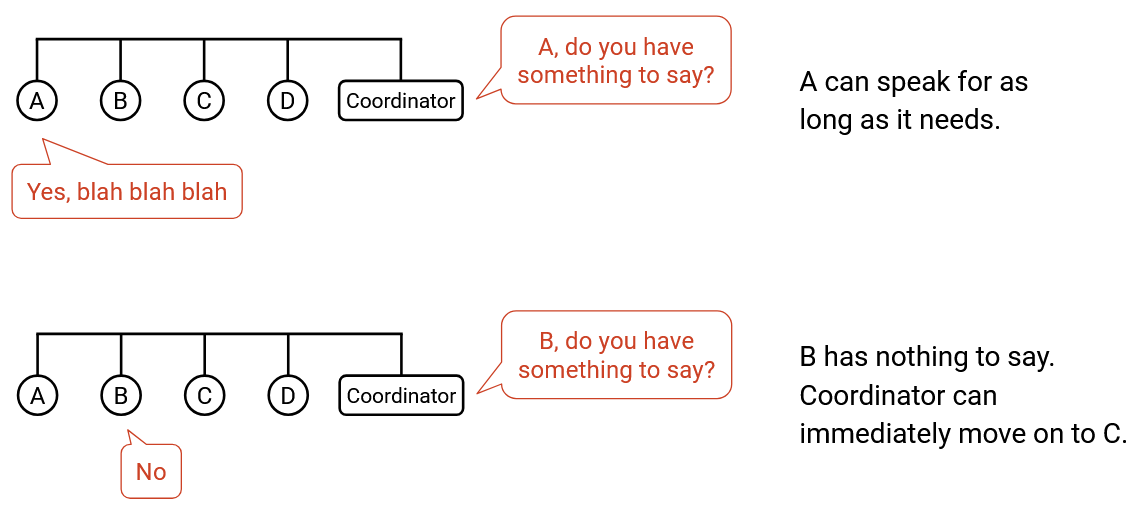 A, do you have
something to say?
A
B
C
D
Coordinator
A can speak for as
long as it needs.
Yes, blah blah blah
B, do you have
something to say?
A
B
C
D
Coordinator
B has nothing to say.
Coordinator can
immediately move on to C.
No